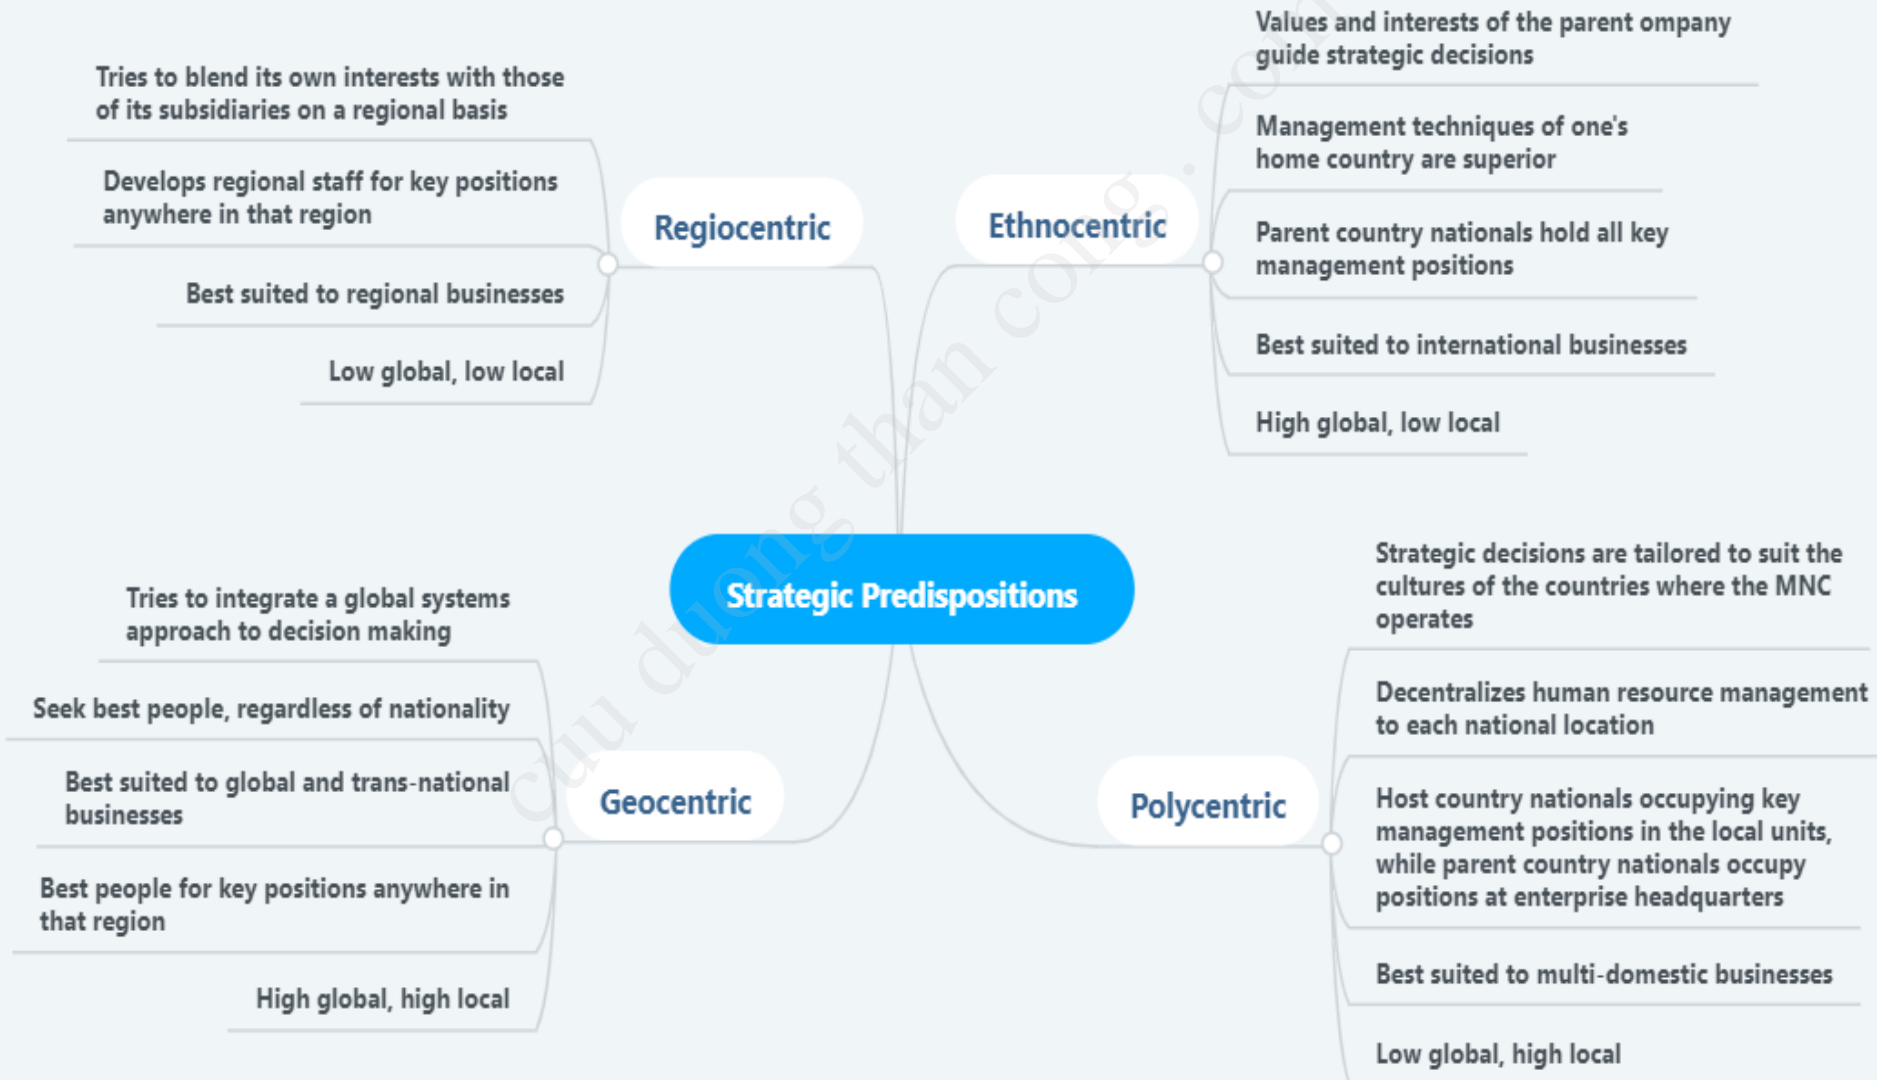 Strategic Predispositions
Ethnocentric
Values and interests of the parent ompany
guide strategic decisions
Management techniques of one's
home country are superior
Parent country nationals hold all key
management positions
Best suited to international businesses
High global, low local
Polycentric
Strategic decisions are tailored to suit the
cultures of the countries where the MNC
operates
Decentralizes human resource management
to each national location
Host country nationals occupying key
management positions in the local units,
while parent country nationals occupy
positions at enterprise headquarters
Best suited to multi-domestic businesses
Low global, high local
Regiocentric
Tries to blend its own interests with those
of its subsidiaries on a regional basis
Develops regional staff for key positions
anywhere in that region
Best suited to regional businesses
Low global, low local
Geocentric
Tries to integrate a global systems
approach to decision making
Seek best people, regardless of nationality
Best suited to global and trans-national
businesses
Best people for key positions anywhere in
that region
High global, high local
cuu duong than cong . com